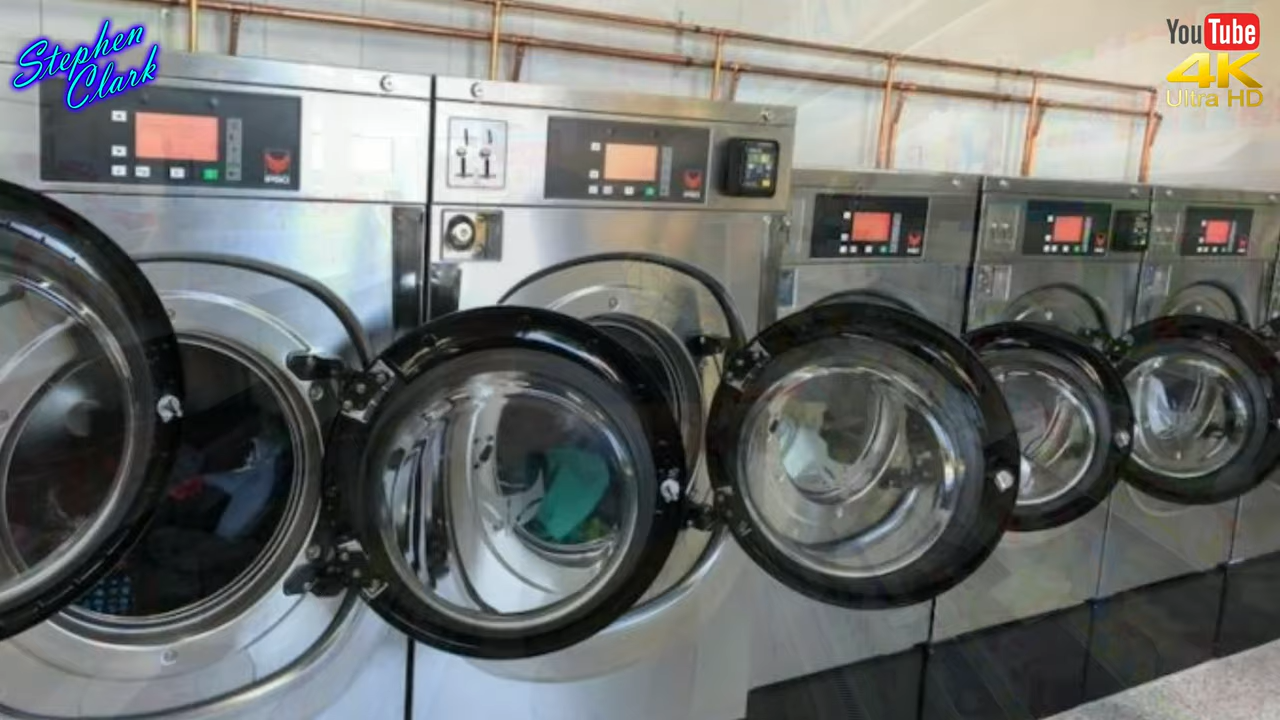 Stephen
Clark
YouTube
4K
Ultra HD
IPSO
IPSO